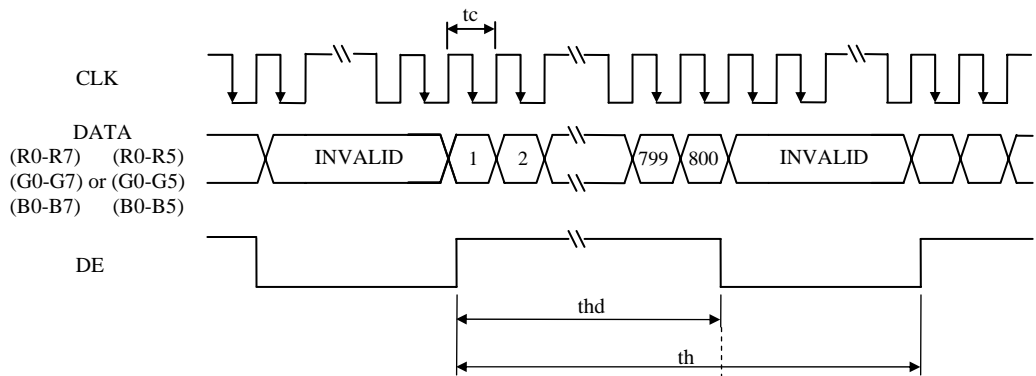 tc
CLK
DATA
(R0-R7) (R0-R5)
(G0-G7) or (G0-G5)
(B0-B7) (B0-B5)
INVALID 1 2 799 800 INVALID
DE
thd
th